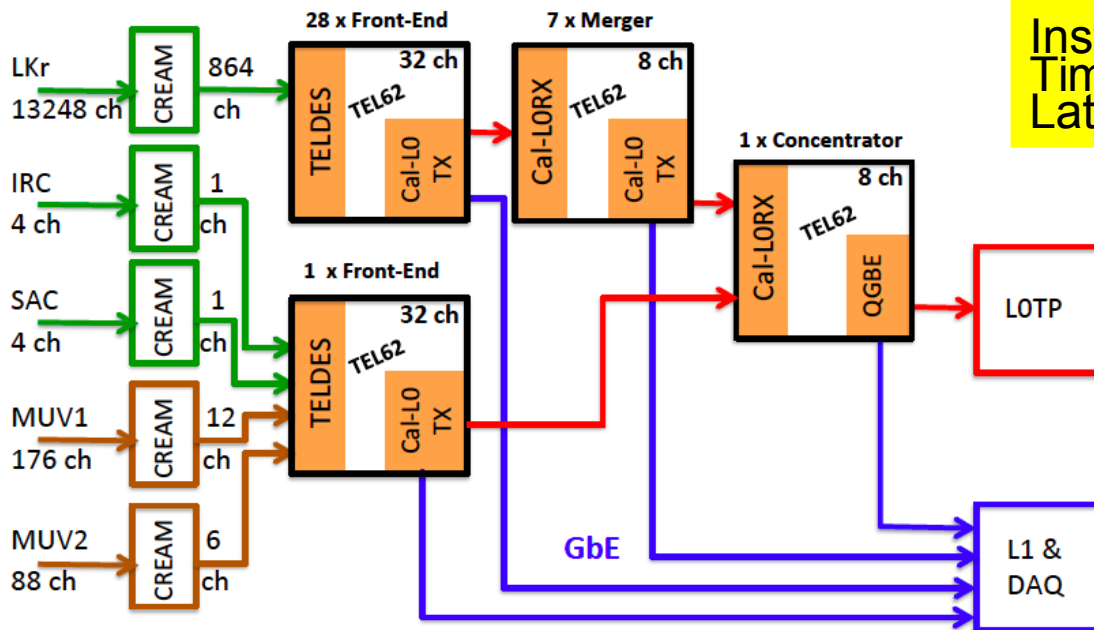 28 x Front-End
7 x Merger
Ins
Tim
Lat
LKr
13248 ch
CREAM
864
ch
TELDES
TEL62
32 ch
Cal-L0
TX
Cal-L0RX
TEL62
8 ch
Cal-L0
TX
1 x Concentrator
8 ch
Cal-L0RX
TEL62
QGBE
L0TP
IRC
4 ch
CREAM
1
ch
SAC
4 ch
CREAM
1
ch
1 x Front-End
32 ch
TELDES
TEL62
Cal-L0
TX
MUV1
176 ch
CREAM
12
ch
MUV2
88 ch
CREAM
6
ch
GbE
L1 &
DAQ